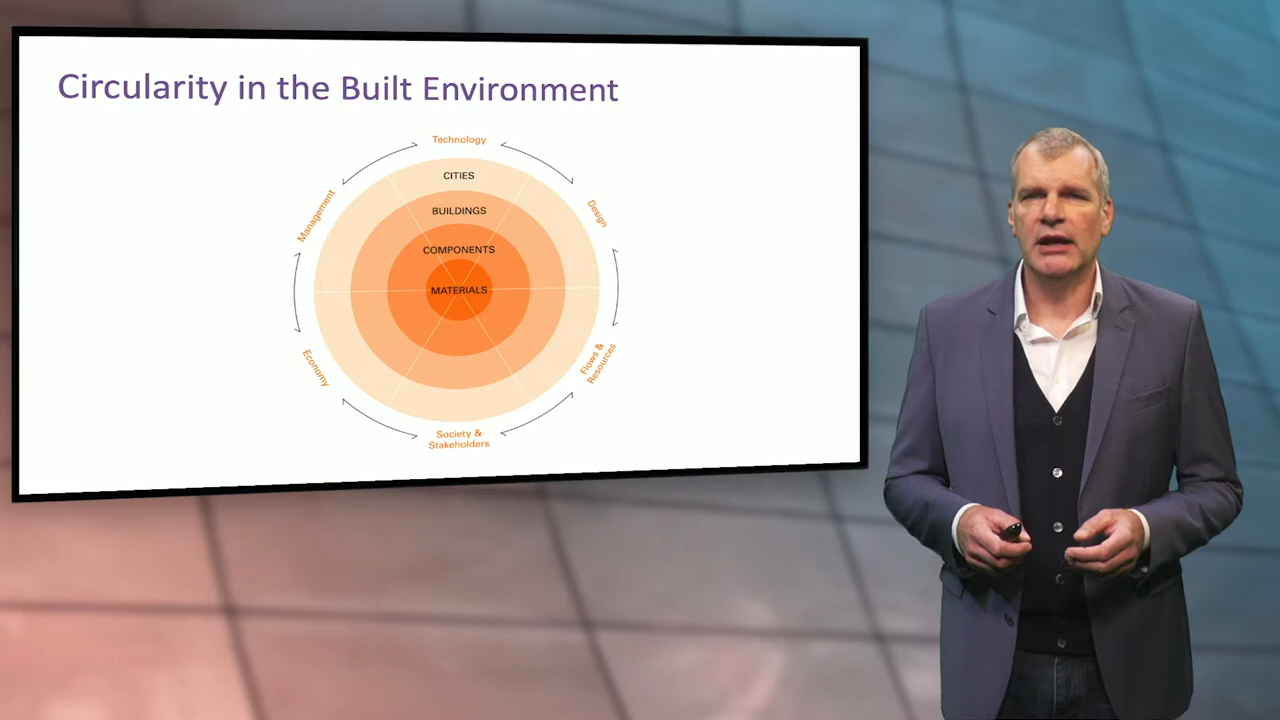 Circularity in the Built Environment
Technology
CITIES
Management
Design
BUILDINGS
COMPONENTS
MATERIALS
Economy
Flows &
Resources
Society &
Stakeholders